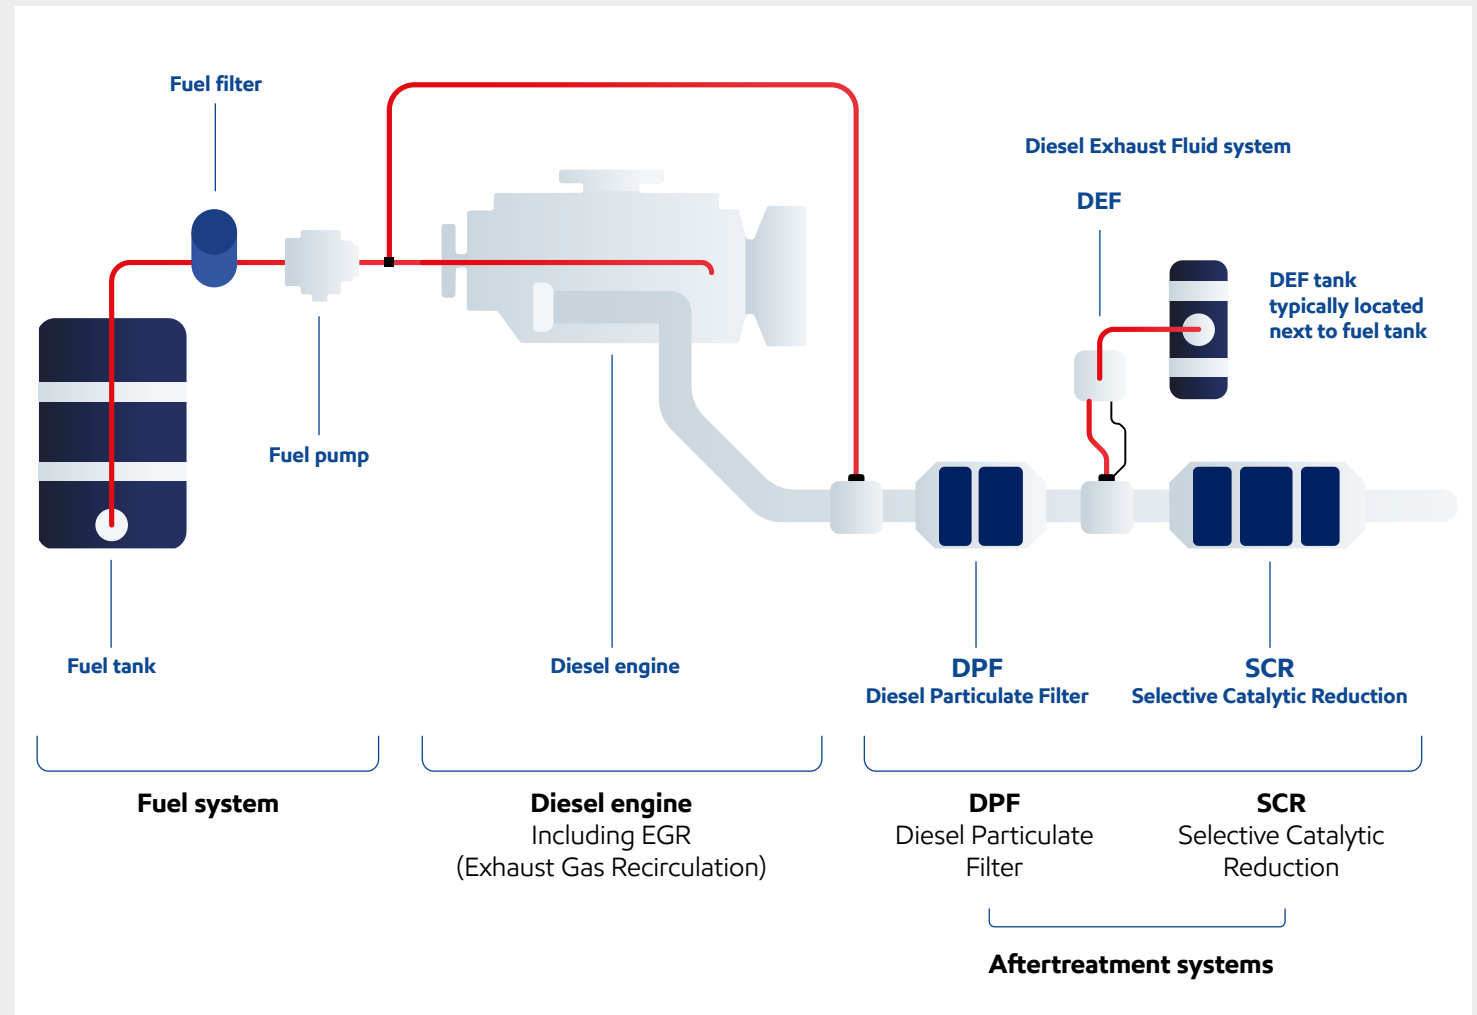 Fuel filter
Diesel Exhaust Fluid system
DEF
DEF tank
typically located
next to fuel tank
Fuel pump
Fuel tank
Diesel engine
DPF
Diesel Particulate Filter
SCR
Selective Catalytic Reduction
Fuel system
Diesel engine
Including EGR
(Exhaust Gas Recirculation)
DPF
Diesel Particulate
Filter
SCR
Selective Catalytic
Reduction
Aftertreatment systems